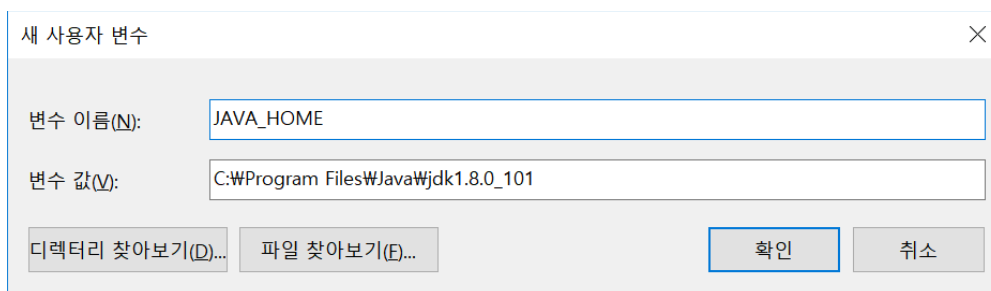 새 사용자 변수
변수 이름(N):
JAVA_HOME
변수 값(V):
C:₩Program Files₩Java₩jdk1.8.0_101
디렉터리 찾아보기(D)...
파일 찾아보기(F)...
확인
취소